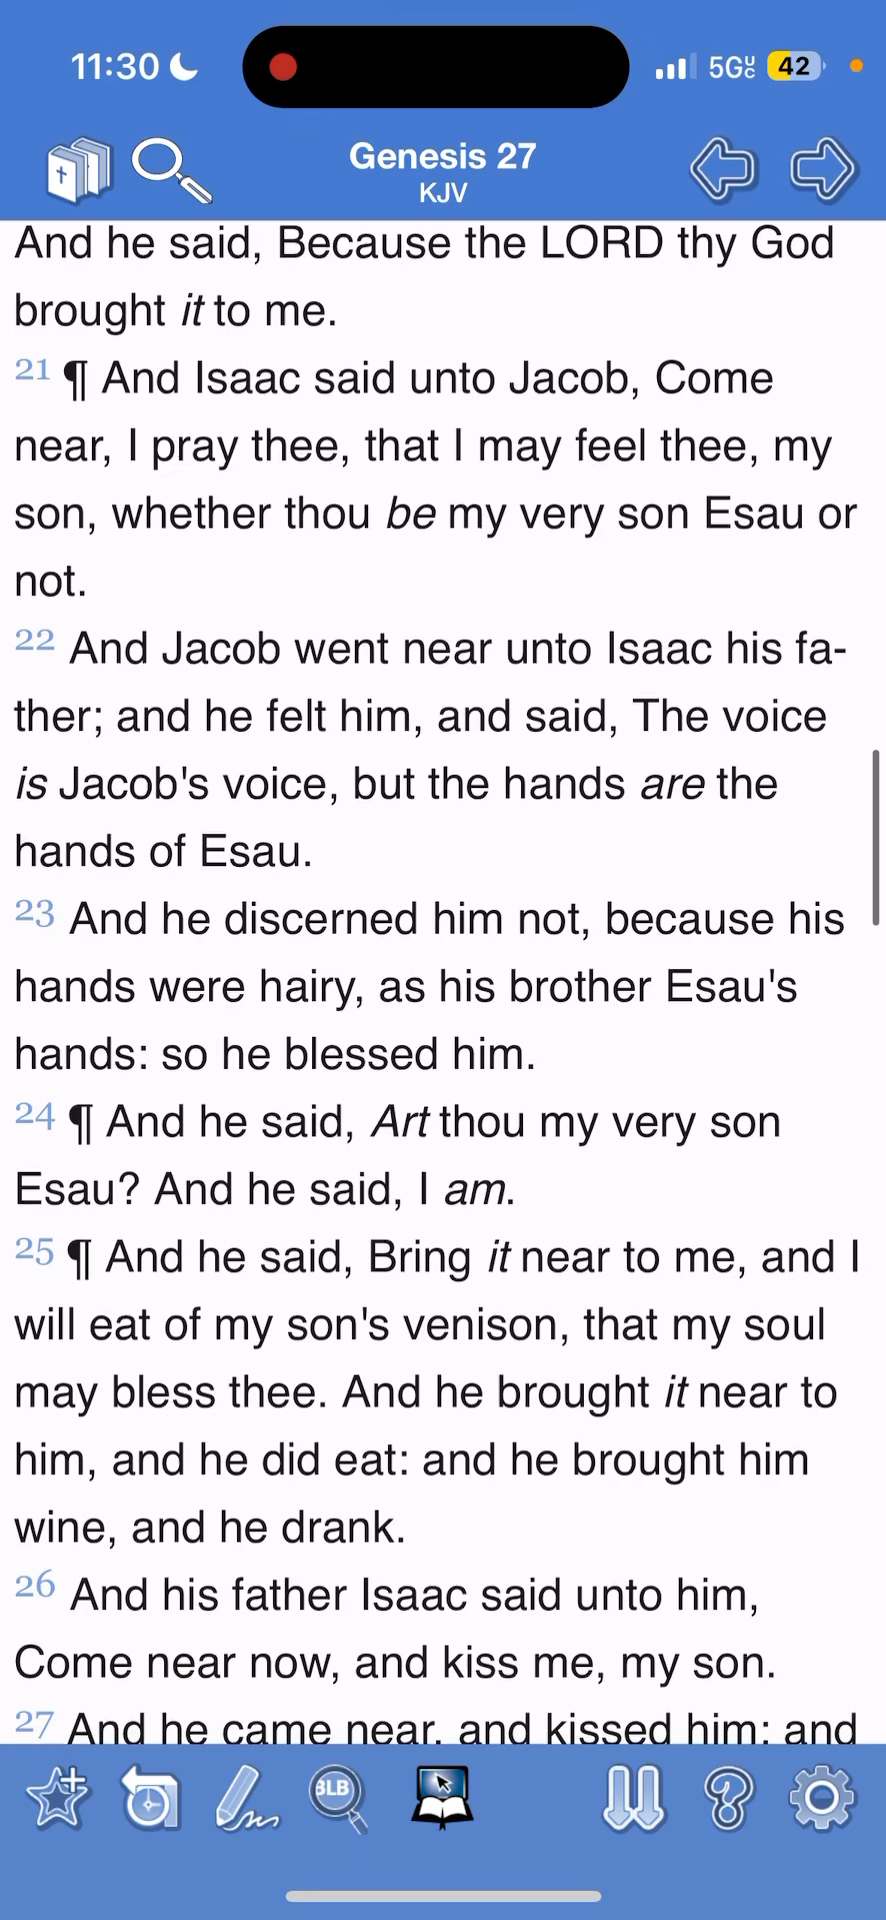 11:30
5G UC 42
Genesis 27
KJV
And he said, Because the LORD thy God
brought it to me.
21 ¶ And Isaac said unto Jacob, Come
near, I pray thee, that I may feel thee, my
son, whether thou be my very son Esau or
not.
22 And Jacob went near unto Isaac his fa-
ther; and he felt him, and said, The voice
is Jacob's voice, but the hands are the
hands of Esau.
23 And he discerned him not, because his
hands were hairy, as his brother Esau's
hands: so he blessed him.
24 ¶ And he said, Art thou my very son
Esau? And he said, I am.
25 ¶ And he said, Bring it near to me, and I
will eat of my son's venison, that my soul
may bless thee. And he brought it near to
him, and he did eat: and he brought him
wine, and he drank.
26 And his father Isaac said unto him,
Come near now, and kiss me, my son.
27 And he came near, and kissed him: and
BLB